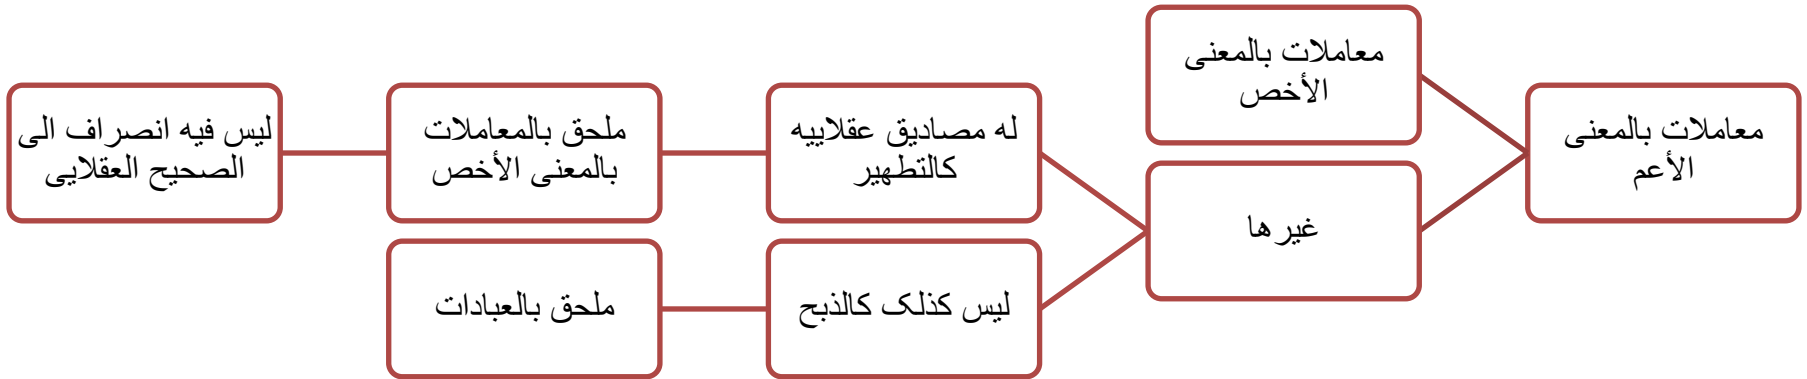 معاملات بالمعنى
الأعم
معاملات بالمعنى
الأخص
غيرها
له مصاديق عقلاييه
كالتطهير
ملحق بالمعاملات
بالمعنى الأخص
ليس فيه انصراف الى
الصحيح العقلايى
ليس كذلک كالذبح
ملحق بالعبادات